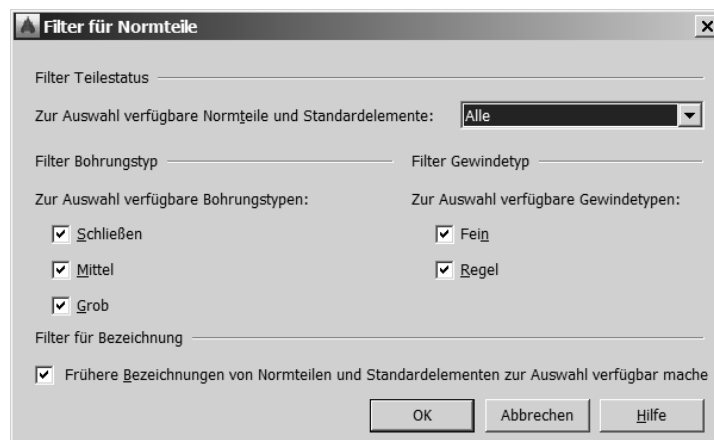 Filter für Normteile
Filter Teilestatus
Zur Auswahl verfügbare Normteile und Standardelemente: Alle
Filter Bohrungstyp Filter Gewindetyp
Zur Auswahl verfügbare Bohrungstypen: Zur Auswahl verfügbare Gewindetypen:
Schließen Fein
Mittel Regel
Grob
Filter für Bezeichnung
Frühere Bezeichnungen von Normteilen und Standardelementen zur Auswahl verfügbar mache
OK Abbrechen Hilfe